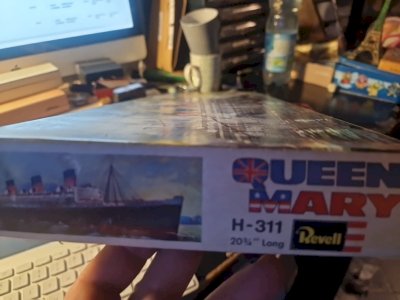 QUEEN
MARY
H-311
20¾" Long
Revell